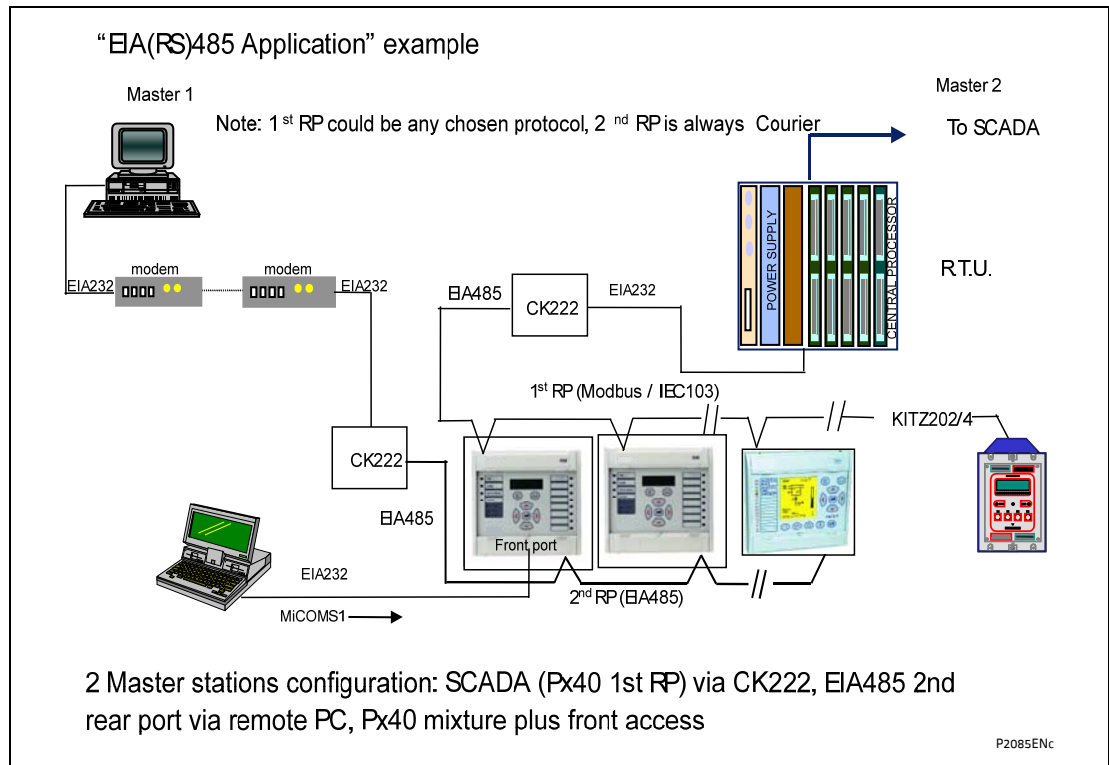 “EIA(RS)485 Application” example
Master 1
Master 2
Note: 1st RP could be any chosen protocol, 2nd RP is always Courier
To SCADA
POWER SUPPLY
CENTRAL PROCESSOR
R.T.U.
modem
modem
EIA232
EIA232
EIA485
CK222
EIA232
1st RP (Modbus / IEC103)
KITZ202/4
CK222
EIA485
Front port
EIA232
2nd RP (EIA485)
MiCOMS1
2 Master stations configuration: SCADA (Px40 1st RP) via CK222, EIA485 2nd
rear port via remote PC, Px40 mixture plus front access
P2085ENc